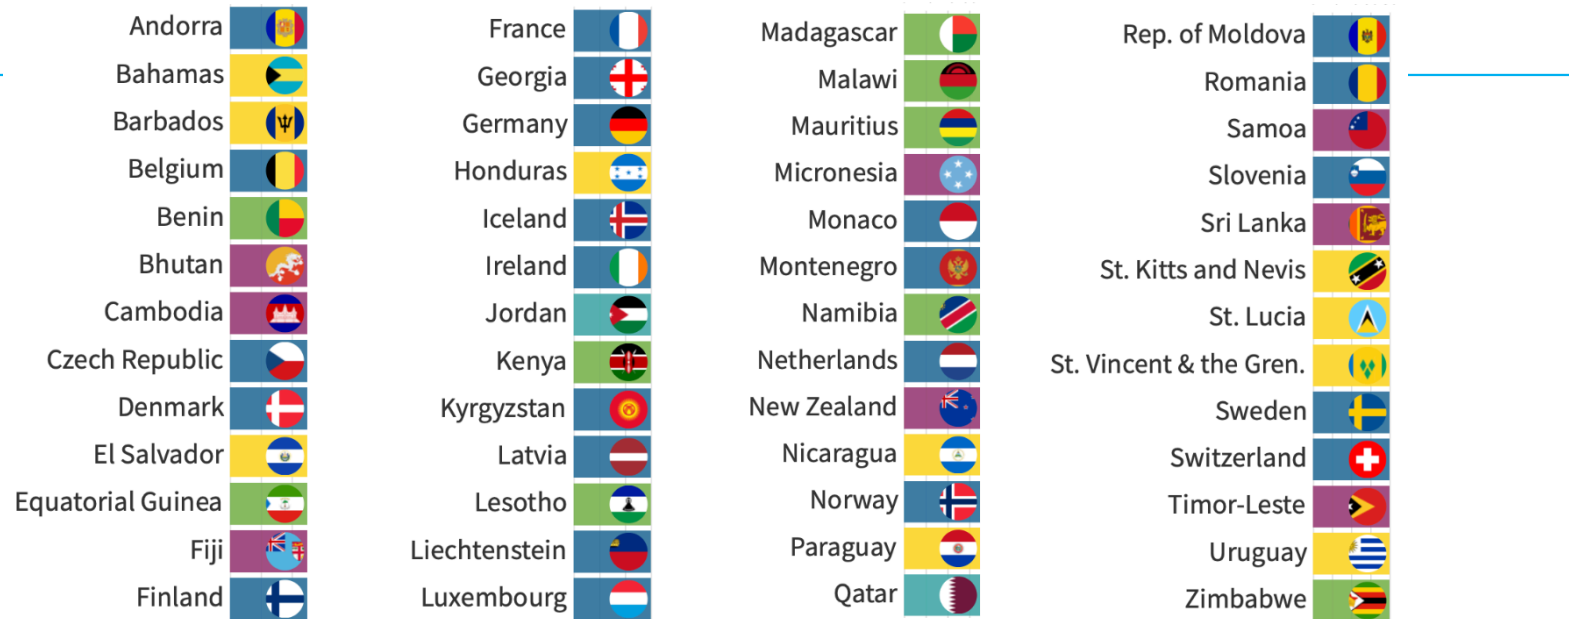 Andorra
Bahamas
Barbados
Belgium
Benin
Bhutan
Cambodia
Czech Republic
Denmark
El Salvador
Equatorial Guinea
Fiji
Finland
France
Georgia
Germany
Honduras
Iceland
Ireland
Jordan
Kenya
Kyrgyzstan
Latvia
Lesotho
Liechtenstein
Luxembourg
Madagascar
Malawi
Mauritius
Micronesia
Monaco
Montenegro
Namibia
Netherlands
New Zealand
Nicaragua
Norway
Paraguay
Qatar
Rep. of Moldova
Romania
Samoa
Slovenia
Sri Lanka
St. Kitts and Nevis
St. Lucia
St. Vincent & the Gren.
Sweden
Switzerland
Timor-Leste
Uruguay
Zimbabwe